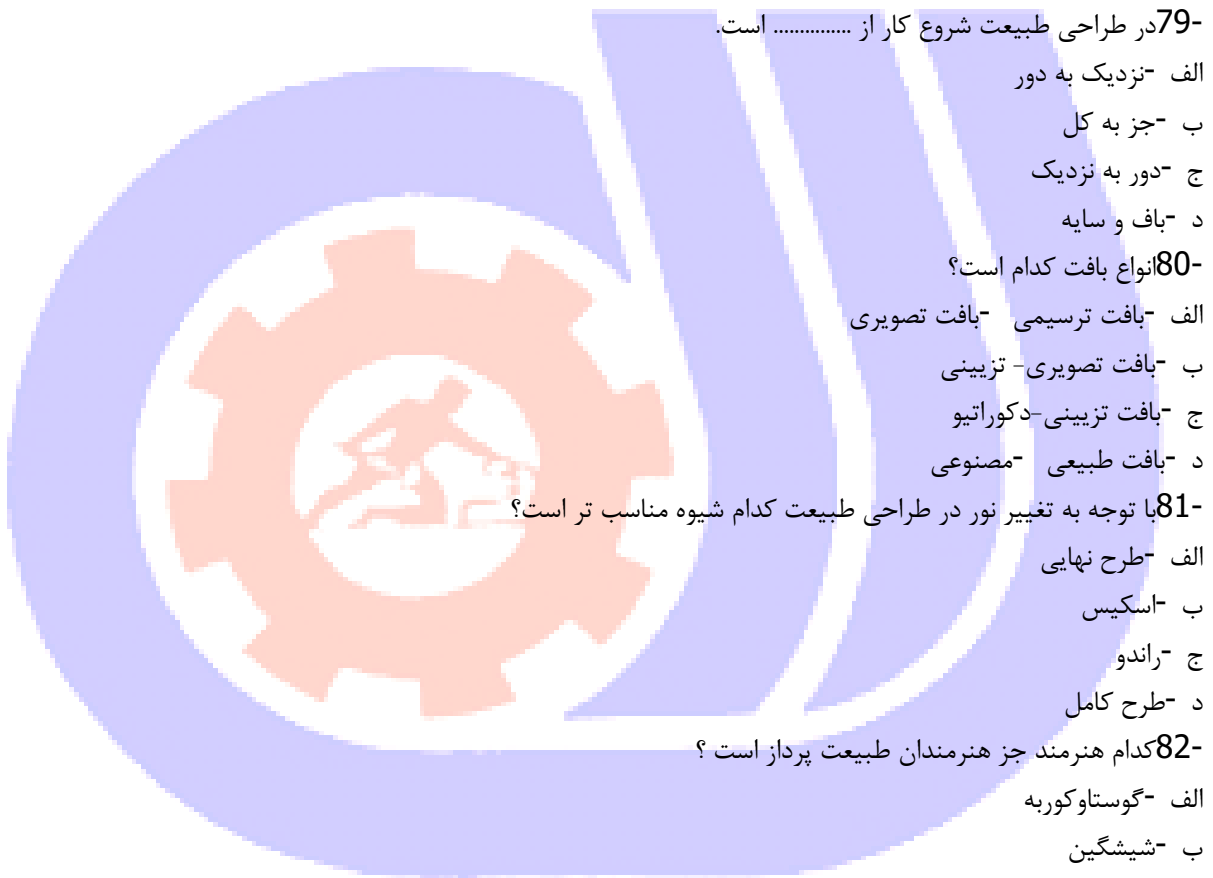 79-در طراحی طبیعت شروع کار از ............... است.
الف -نزدیک به دور
ب -جز به کل
ج -دور به نزدیک
د -باف و سایه
80-انواع بافت کدام است؟
الف -بافت ترسیمی -بافت تصویری
ب -بافت تصویری- تزیینی
ج -بافت تزیینی-دکوراتیو
د -بافت طبیعی -مصنوعی
81-با توجه به تغییر نور در طراحی طبیعت کدام شیوه مناسب تر است؟
الف -طرح نهایی
ب -اسکیس
ج -راندو
د -طرح کامل
82-کدام هنرمند جز هنرمندان طبیعت پرداز است ؟
الف -گوستاوکوربه
ب -شیشگین